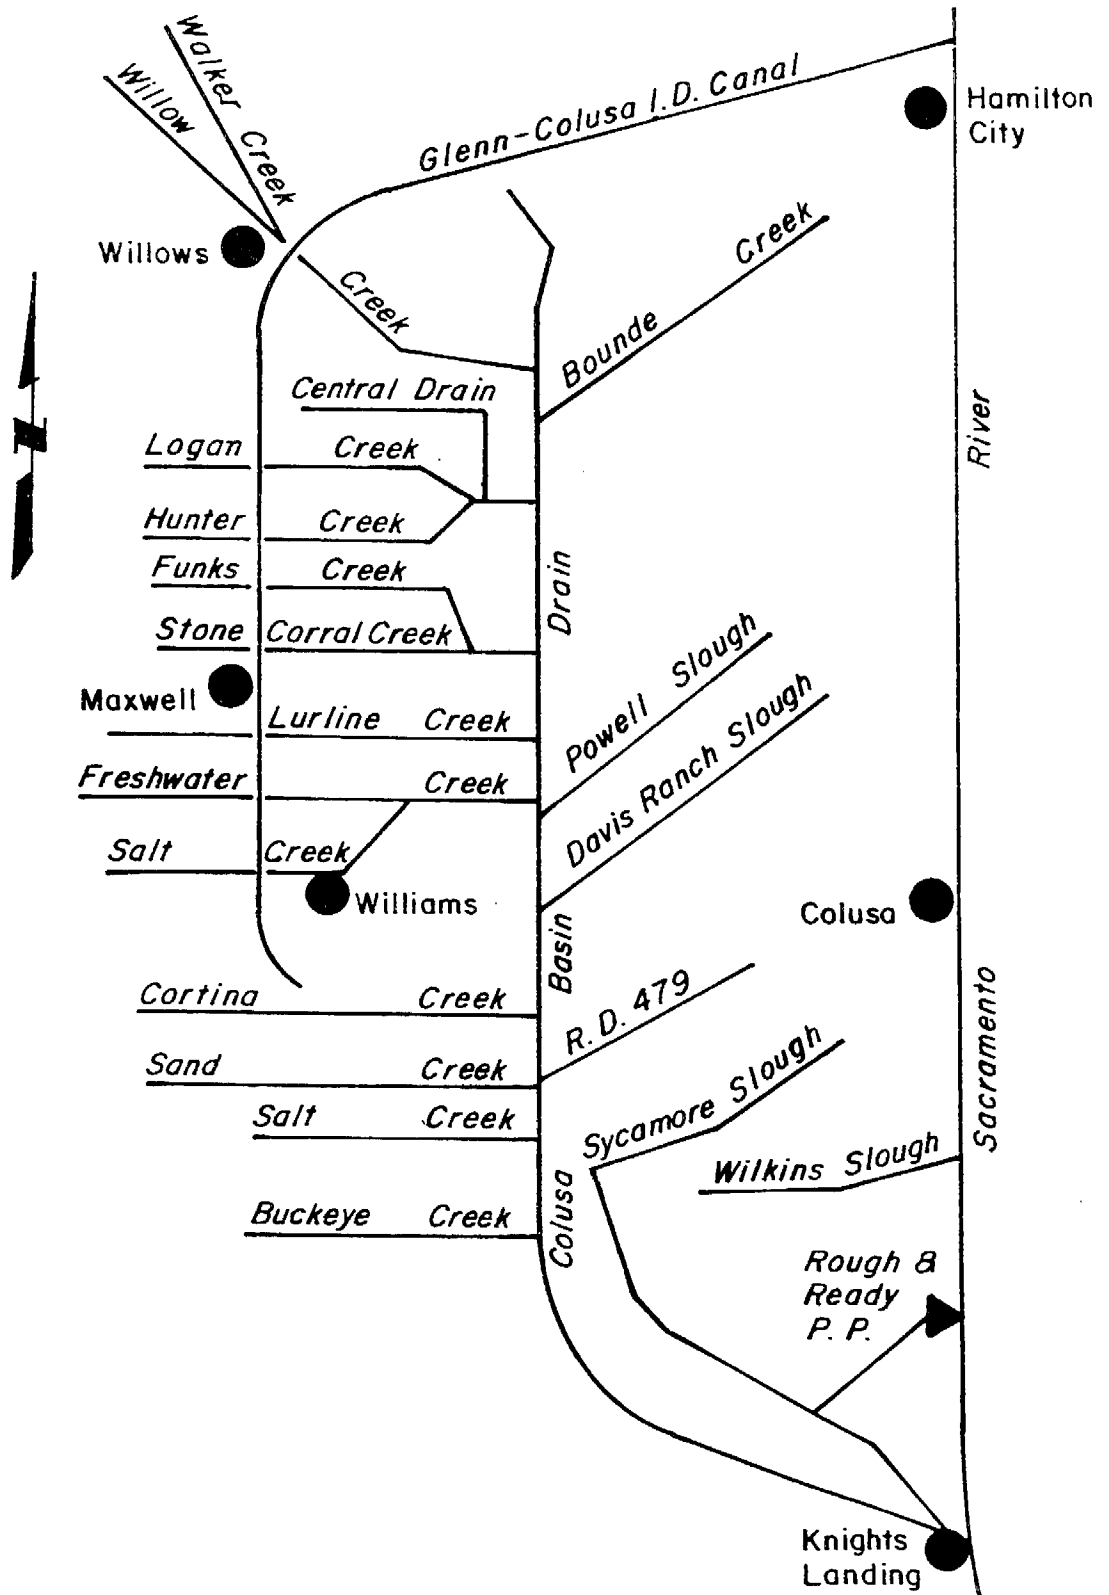 Walker Creek
Willow
Glenn-Colusa I.D. Canal
Hamilton
City
Willows
Creek
Bounde Creek
Central Drain
River
Logan Creek
Hunter Creek
Funks Creek
Drain
Stone Corral Creek
Powell Slough
Maxwell
Lurline Creek
Davis Ranch Slough
Freshwater Creek
Salt Creek
Williams
Colusa
Basin
Cortina Creek
R. D. 479
Sacramento
Sand Creek
Salt Creek
Sycamore Slough
Wilkins Slough
Colusa
Buckeye Creek
Rough &
Ready
P. P.
Knights
Landing
N